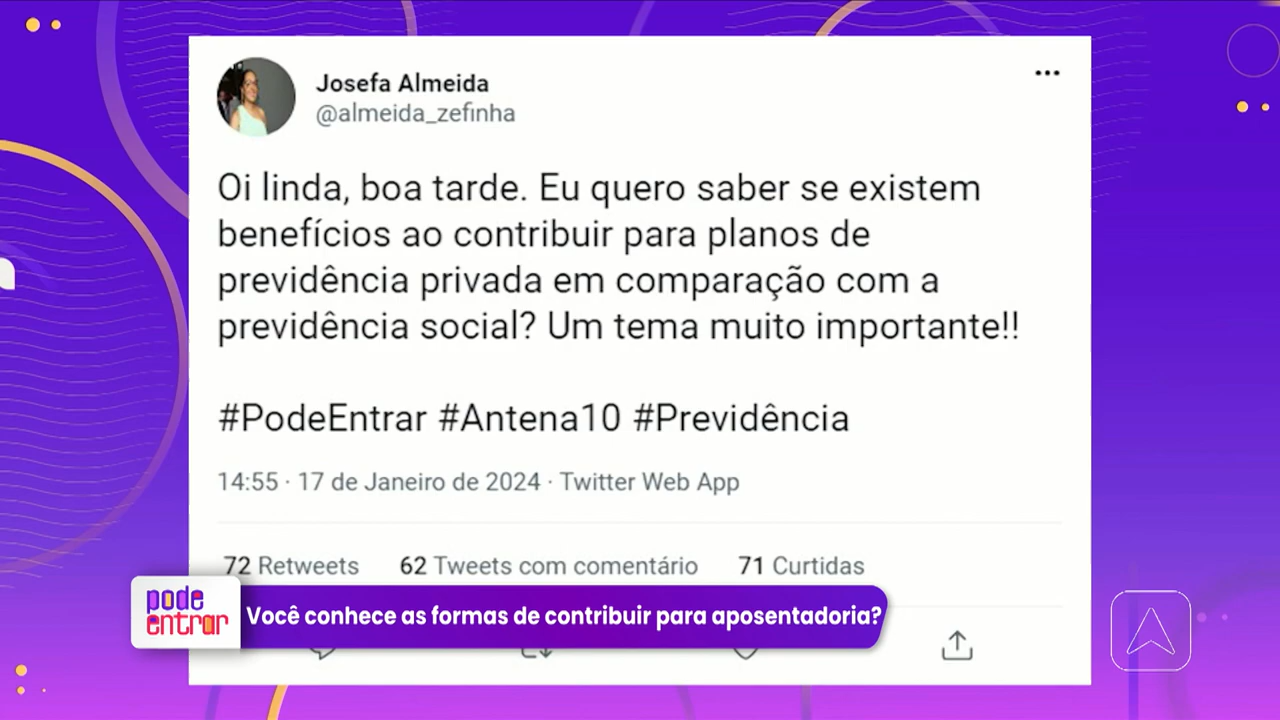 Josefa Almeida
@almeida_zefinha
Oi linda, boa tarde. Eu quero saber se existem
benefícios ao contribuir para planos de
previdência privada em comparação com a
previdência social? Um tema muito importante!!
#PodeEntrar #Antena10 #Previdência
14:55 · 17 de Janeiro de 2024 · Twitter Web App
72 Retweets 62 Tweets com comentário 71 Curtidas
pode
entrar
Você conhece as formas de contribuir para aposentadoria?